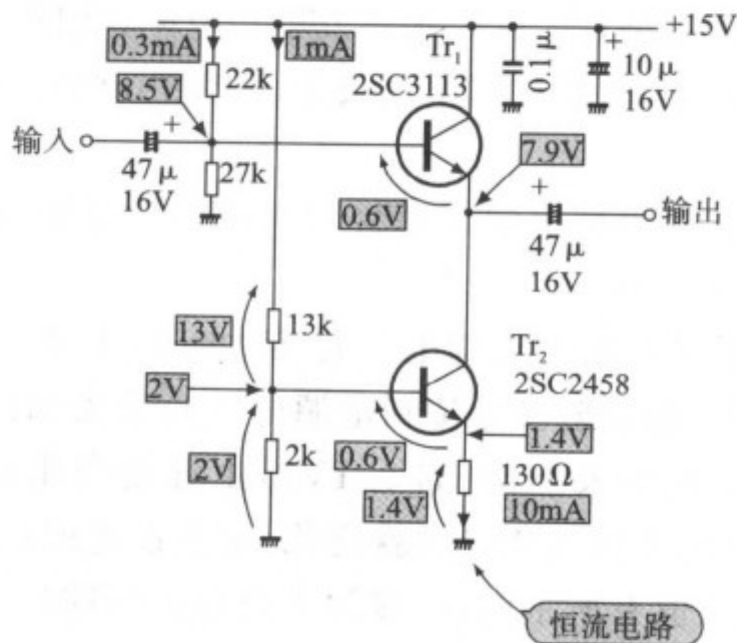 +15V
0.3mA
1mA
Tr₁
2SC3113
0.1μ
+
10μ
16V
22k
8.5V
输入
+
47μ
16V
27k
0.6V
7.9V
+
输出
47μ
16V
13V
13k
Tr₂
2SC2458
2V
2V
2k
0.6V
1.4V
1.4V
130Ω
10mA
恒流电路